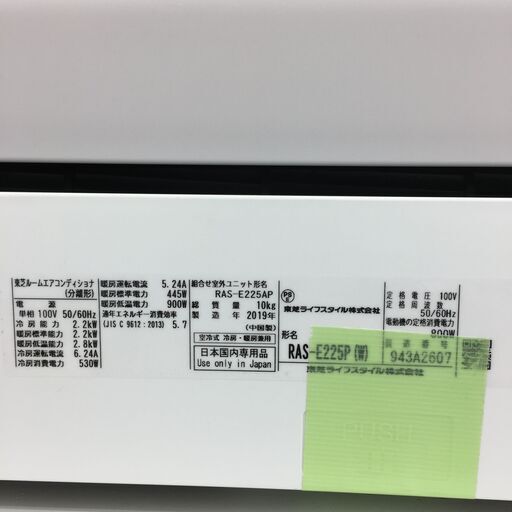 東芝ルームエアコンディショナ
(分離形)
電源
単相 100V 50/60Hz
冷房能力 2.2kW
暖房標準能力 2.2kW
暖房低温能力 2.8kW
冷房運転電流 6.24A
冷房消費電力 530W
暖房運転電流 5.24A
暖房標準電力 445W
暖房低温電力 900W
通年エネルギー消費効率
(JIS C 9612:2013) 5.7
組合せ室外ユニット形名
RAS-E225AP
総質量 10kg
製造年 2019年
(中国製)
空冷式 冷房・暖房兼用
日本国内専用品
Use only in Japan
PS
E
東芝ライフスタイル株式会社
形名
RAS-E225P(W)
定格電圧 100V
定格周波数
50/60Hz
電動機の定格消費電力
800W
製造番号
943A2607
東芝ライフスタイル株式会社
PUSH